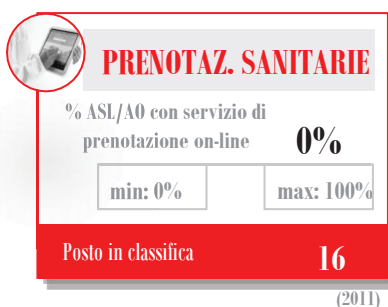 PRENOTAZ. SANITARIE
% ASL/AO con servizio di
prenotazione on-line 0%
min: 0% max: 100%
Posto in classifica 16
(2011)